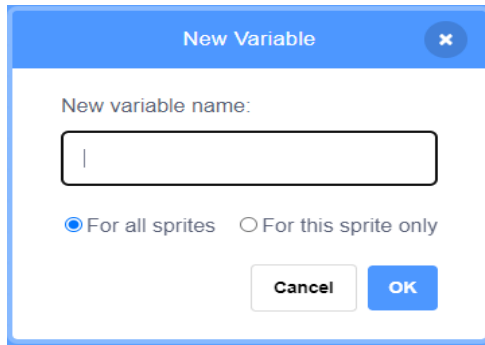 New Variable
New variable name:
For all sprites For this sprite only
Cancel OK